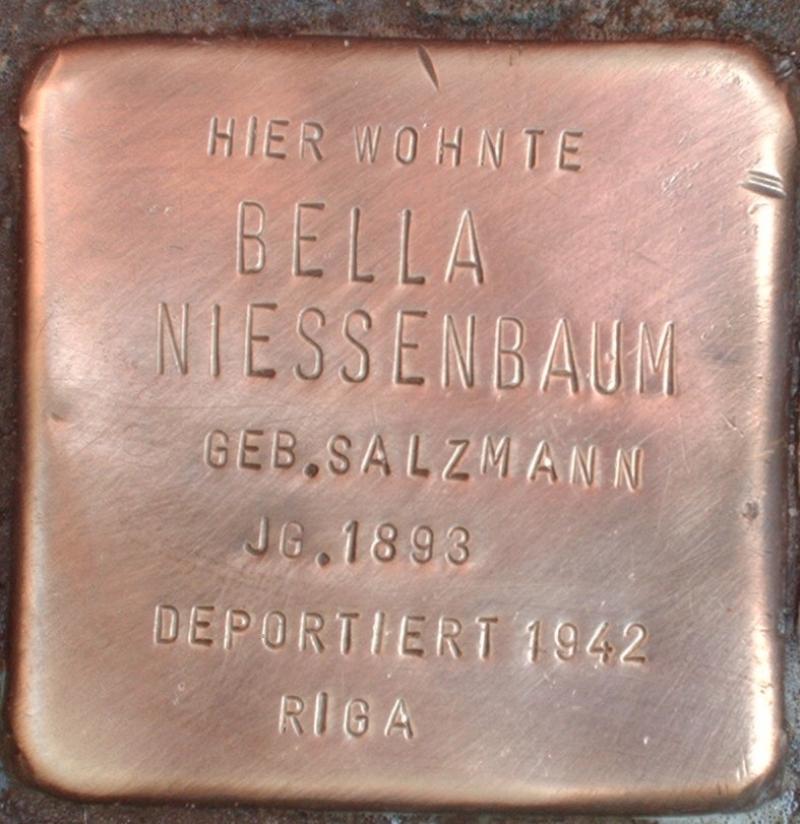 HIER WOHNTE
BELLA
NIESSENBAUM
GEB.SALZMANN
JG.1893
DEPORTIERT 1942
RIGA